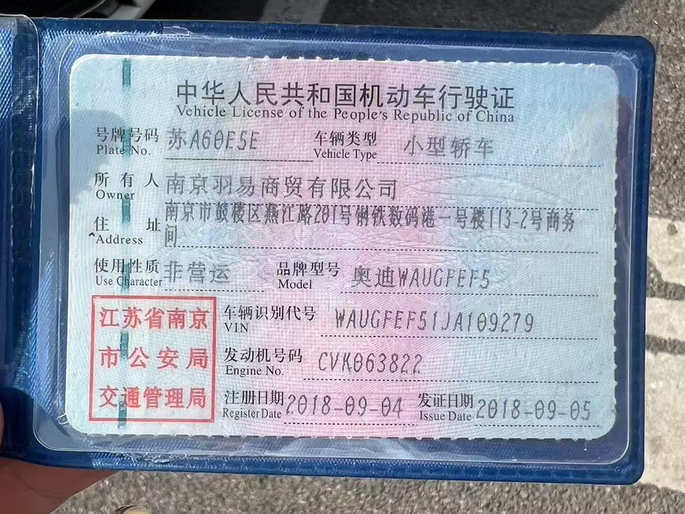 中华人民共和国机动车行驶证
Vehicle License of the People's Republic of China
号牌号码 苏A60E5E 车辆类型 小型轿车
Plate No. Vehicle Type
所有人 南京羽易商贸有限公司
Owner
住址 南京市鼓楼区燕江路201号钢铁数码港一号楼113-2号商务
Address 间
使用性质 非营运 品牌型号 奥迪WAUGFEF5
Use Character Model
江苏省南京 车辆识别代号 WAUGFEF51JA109279
VIN
市公安局 发动机号码 CVK063822
Engine No.
交通管理局 注册日期 2018-09-04 发证日期 2018-09-05
Register Date Issue Date